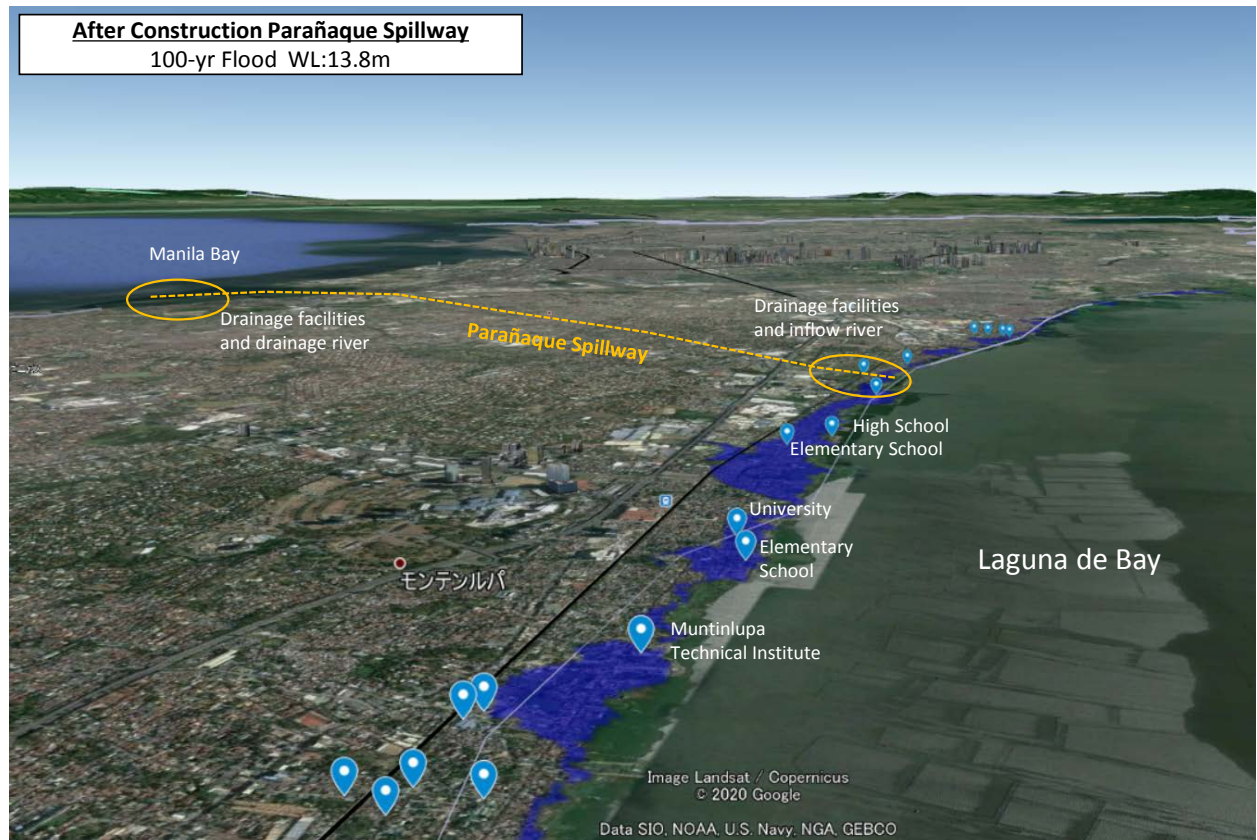 After Construction Parañaque Spillway
100-yr Flood WL:13.8m
Manila Bay
Drainage facilities
and drainage river
Drainage facilities
and inflow river
Parañaque Spillway
High School
Elementary School
University
Elementary
School
Laguna de Bay
モンテンルパ
Muntinlupa
Technical Institute
Image Landsat / Copernicus
© 2020 Google
Data SIO, NOAA, U.S. Navy, NGA, GEBCO